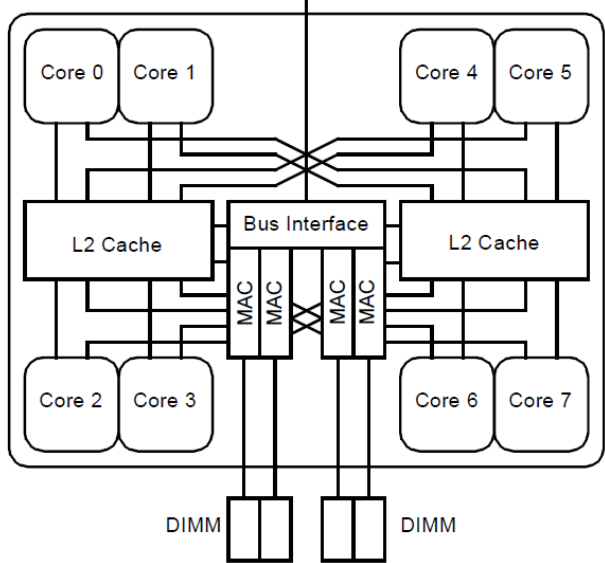 Core 0 Core 1 Core 4 Core 5
L2 Cache Bus Interface L2 Cache
MAC MAC MAC MAC
Core 2 Core 3 Core 6 Core 7
DIMM DIMM